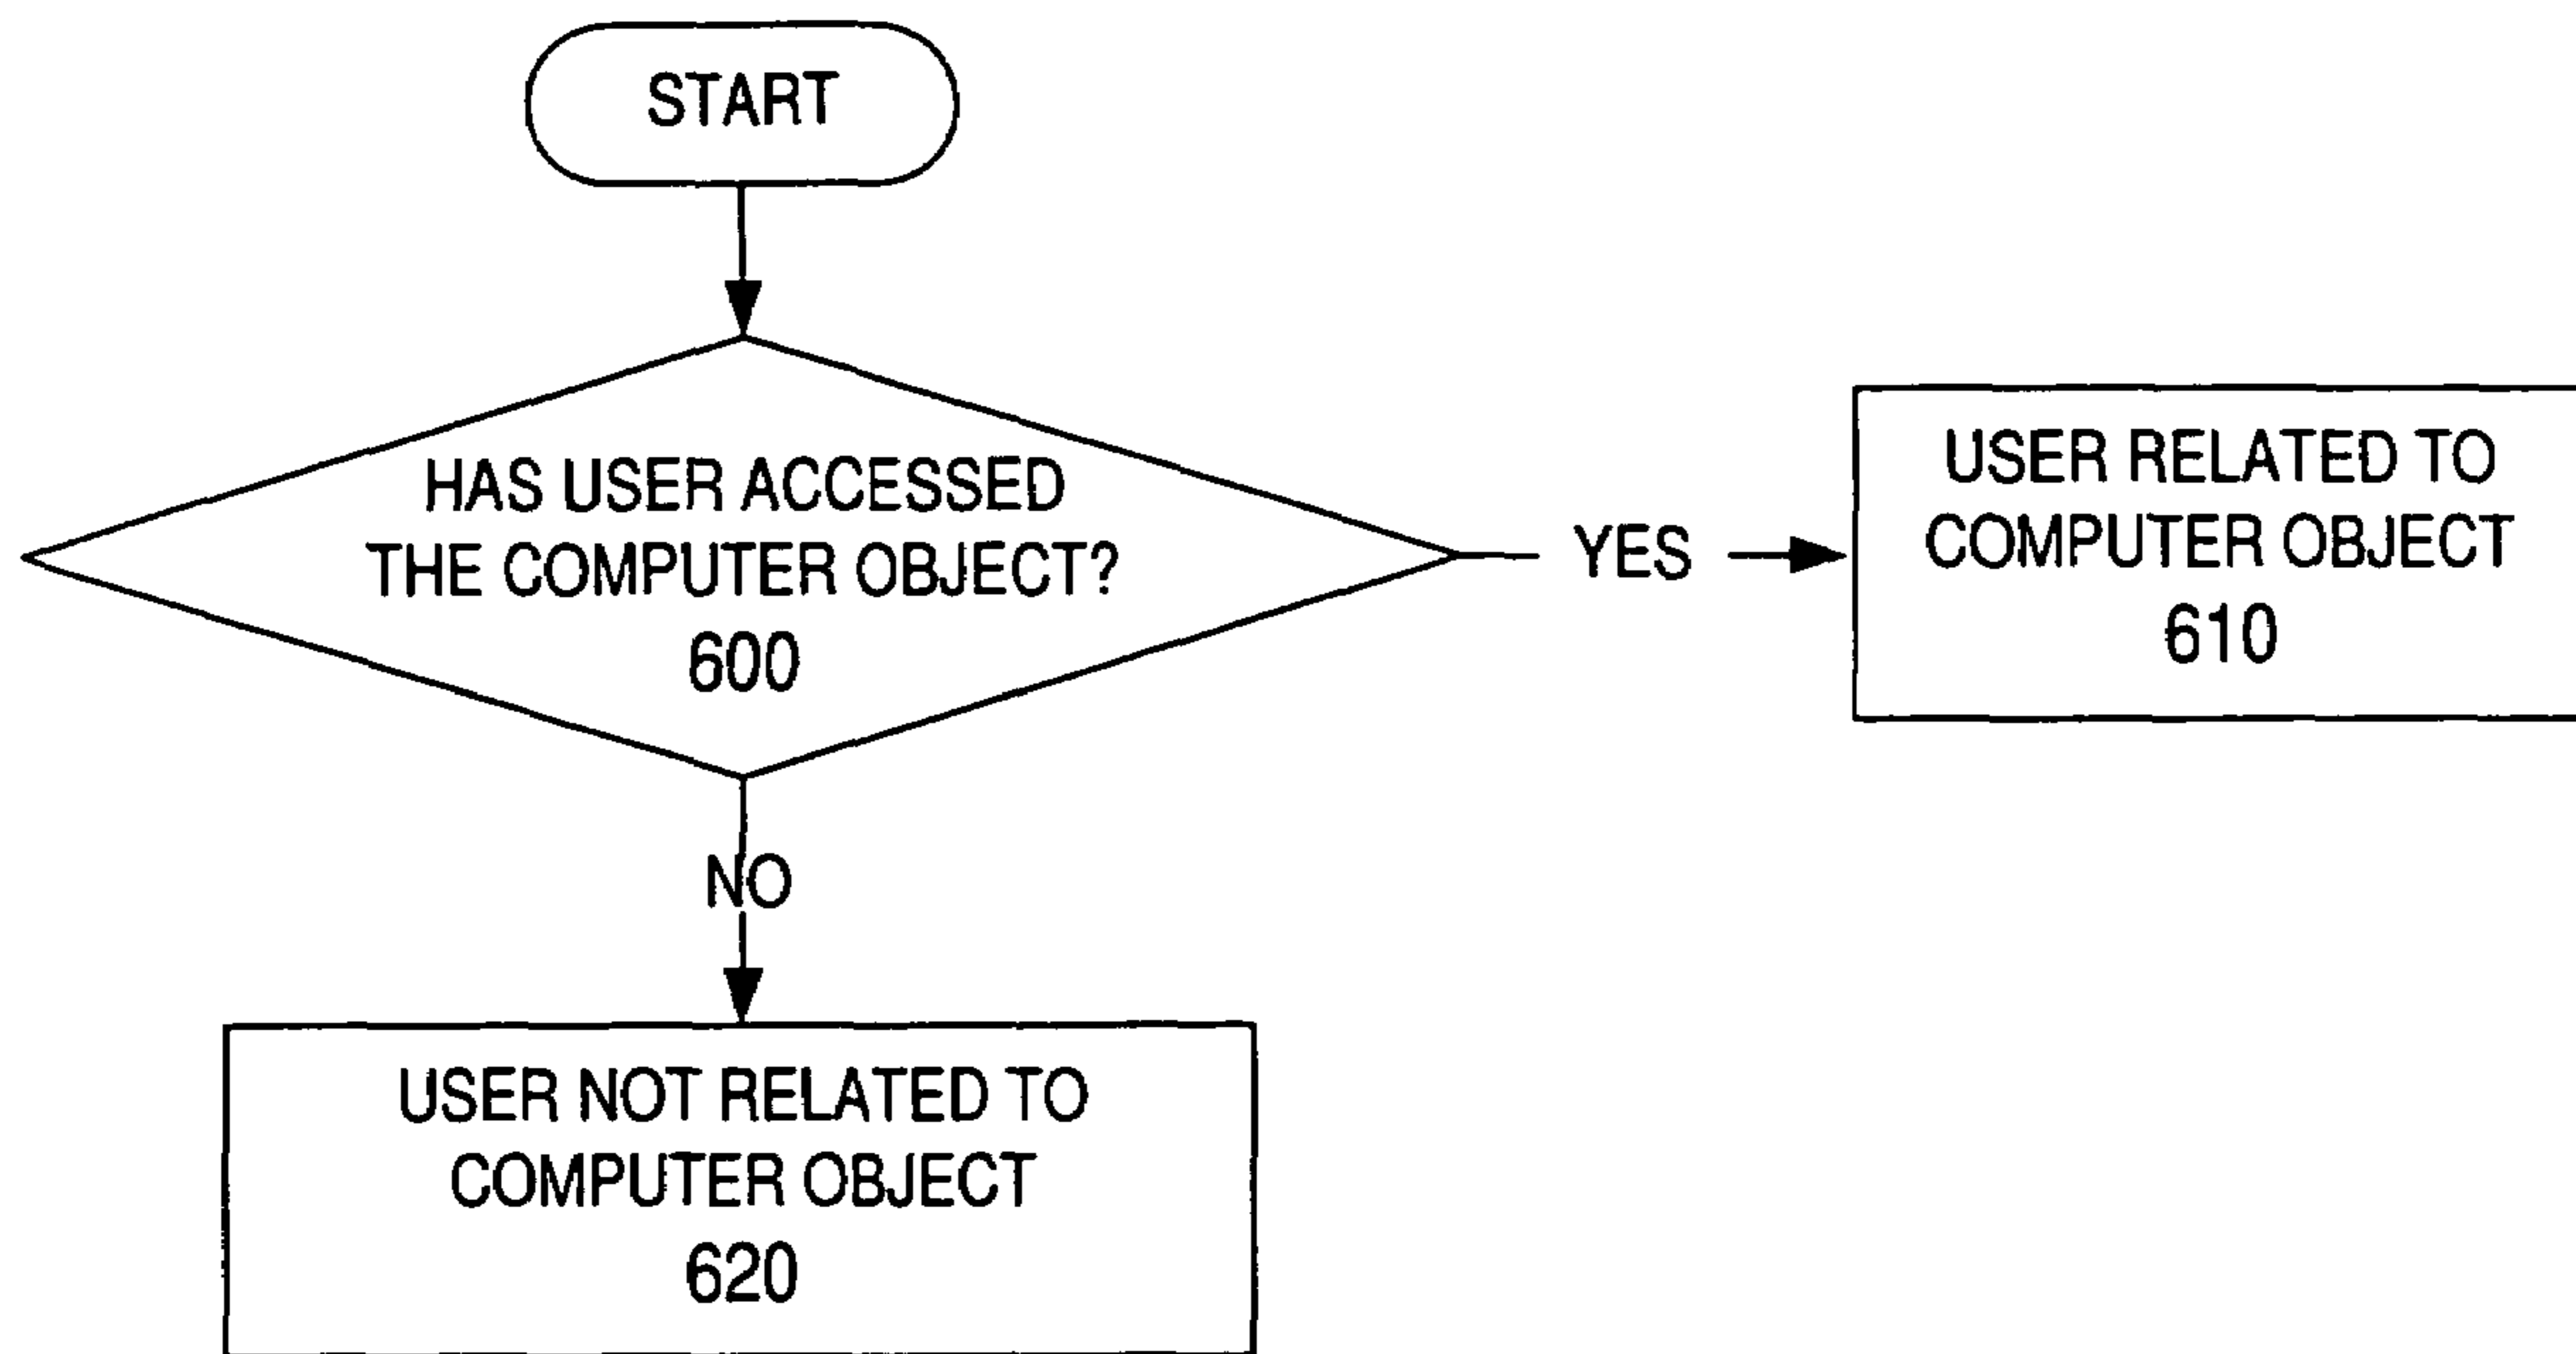 START
HAS USER ACCESSED
THE COMPUTER OBJECT?
600
YES
USER RELATED TO
COMPUTER OBJECT
610
NO
USER NOT RELATED TO
COMPUTER OBJECT
620